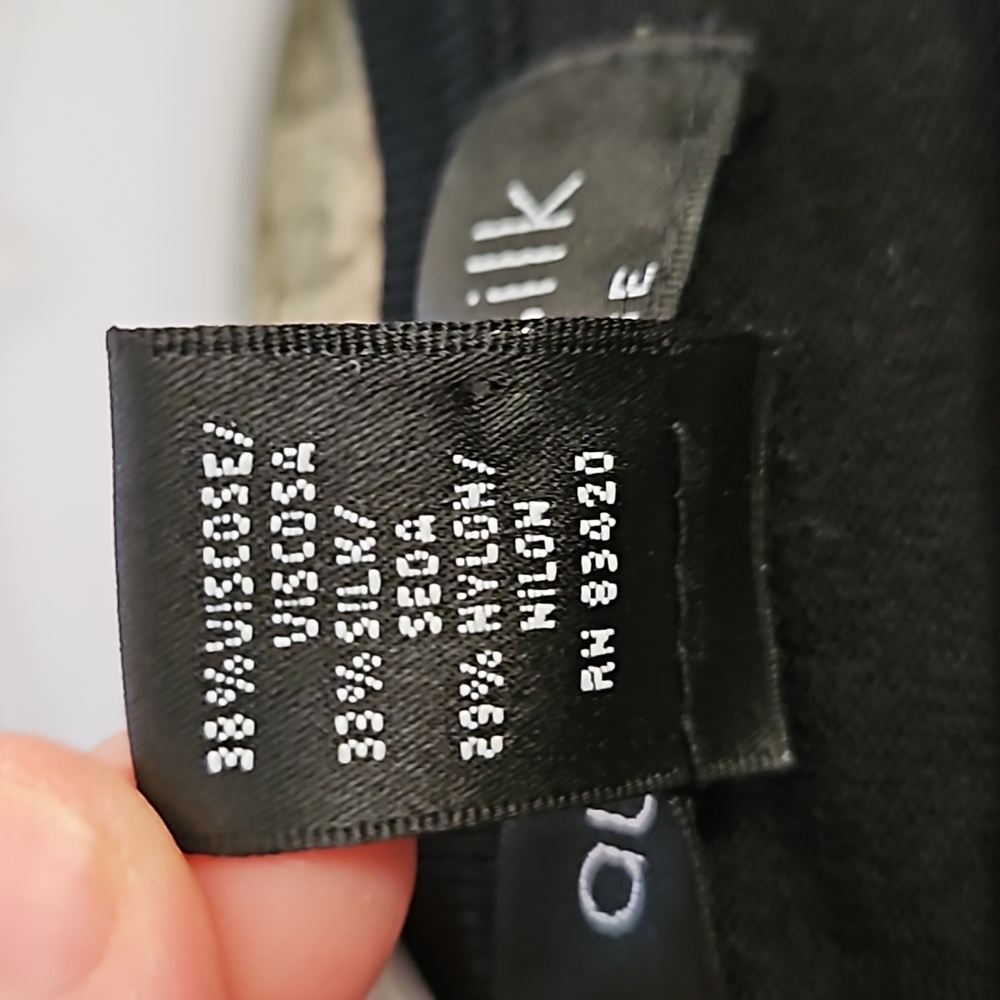 38%VISCOSE/
VISCOSA
33% SILK/
SEDA
29% NYLON/
NILON
RN 83420